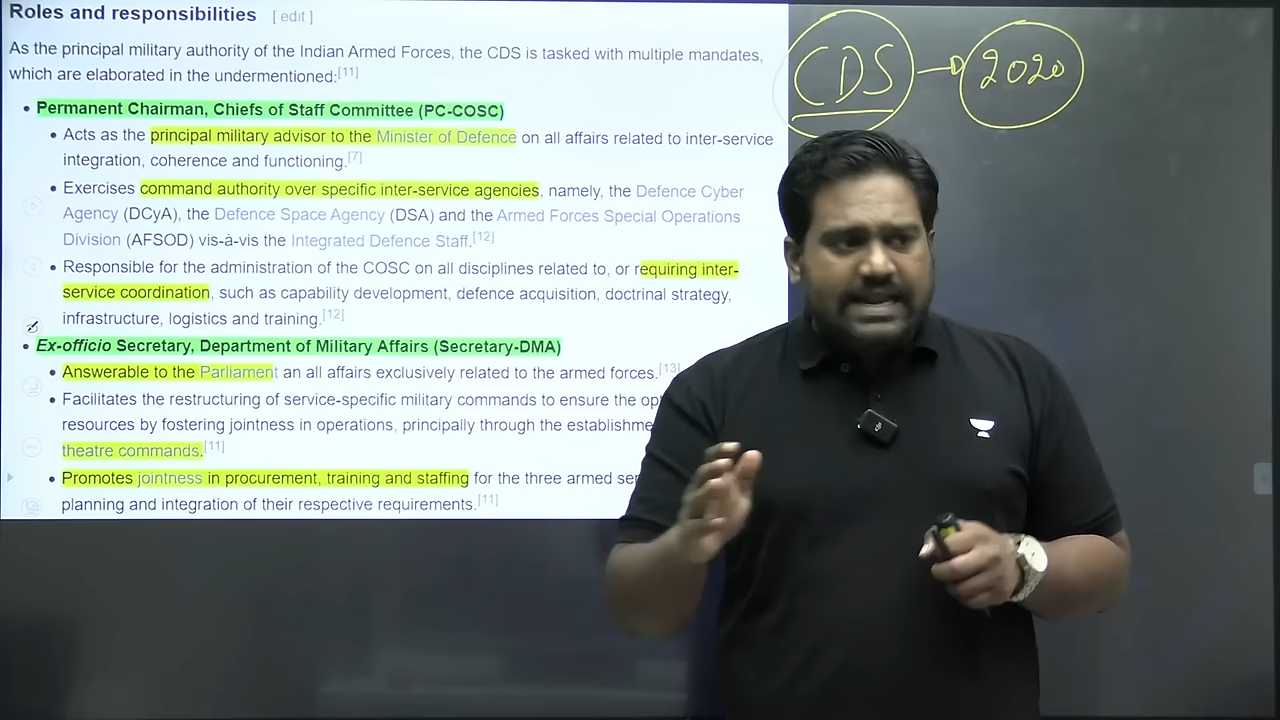 Roles and responsibilities [ edit ]
As the principal military authority of the Indian Armed Forces, the CDS is tasked with multiple mandates,
which are elaborated in the undermentioned:[11]
• Permanent Chairman, Chiefs of Staff Committee (PC-COSC)
• Acts as the principal military advisor to the Minister of Defence on all affairs related to inter-service
integration, coherence and functioning.[7]
• Exercises command authority over specific inter-service agencies, namely, the Defence Cyber
Agency (DCyA), the Defence Space Agency (DSA) and the Armed Forces Special Operations
Division (AFSOD) vis-à-vis the Integrated Defence Staff.[12]
• Responsible for the administration of the COSC on all disciplines related to, or requiring inter-
service coordination, such as capability development, defence acquisition, doctrinal strategy,
infrastructure, logistics and training.[12]
• Ex-officio Secretary, Department of Military Affairs (Secretary-DMA)
• Answerable to the Parliament an all affairs exclusively related to the armed forces.[13]
• Facilitates the restructuring of service-specific military commands to ensure the op
resources by fostering jointness in operations, principally through the establishme
theatre commands.[11]
• Promotes jointness in procurement, training and staffing for the three armed ser
planning and integration of their respective requirements.[11]
CDS → 2020